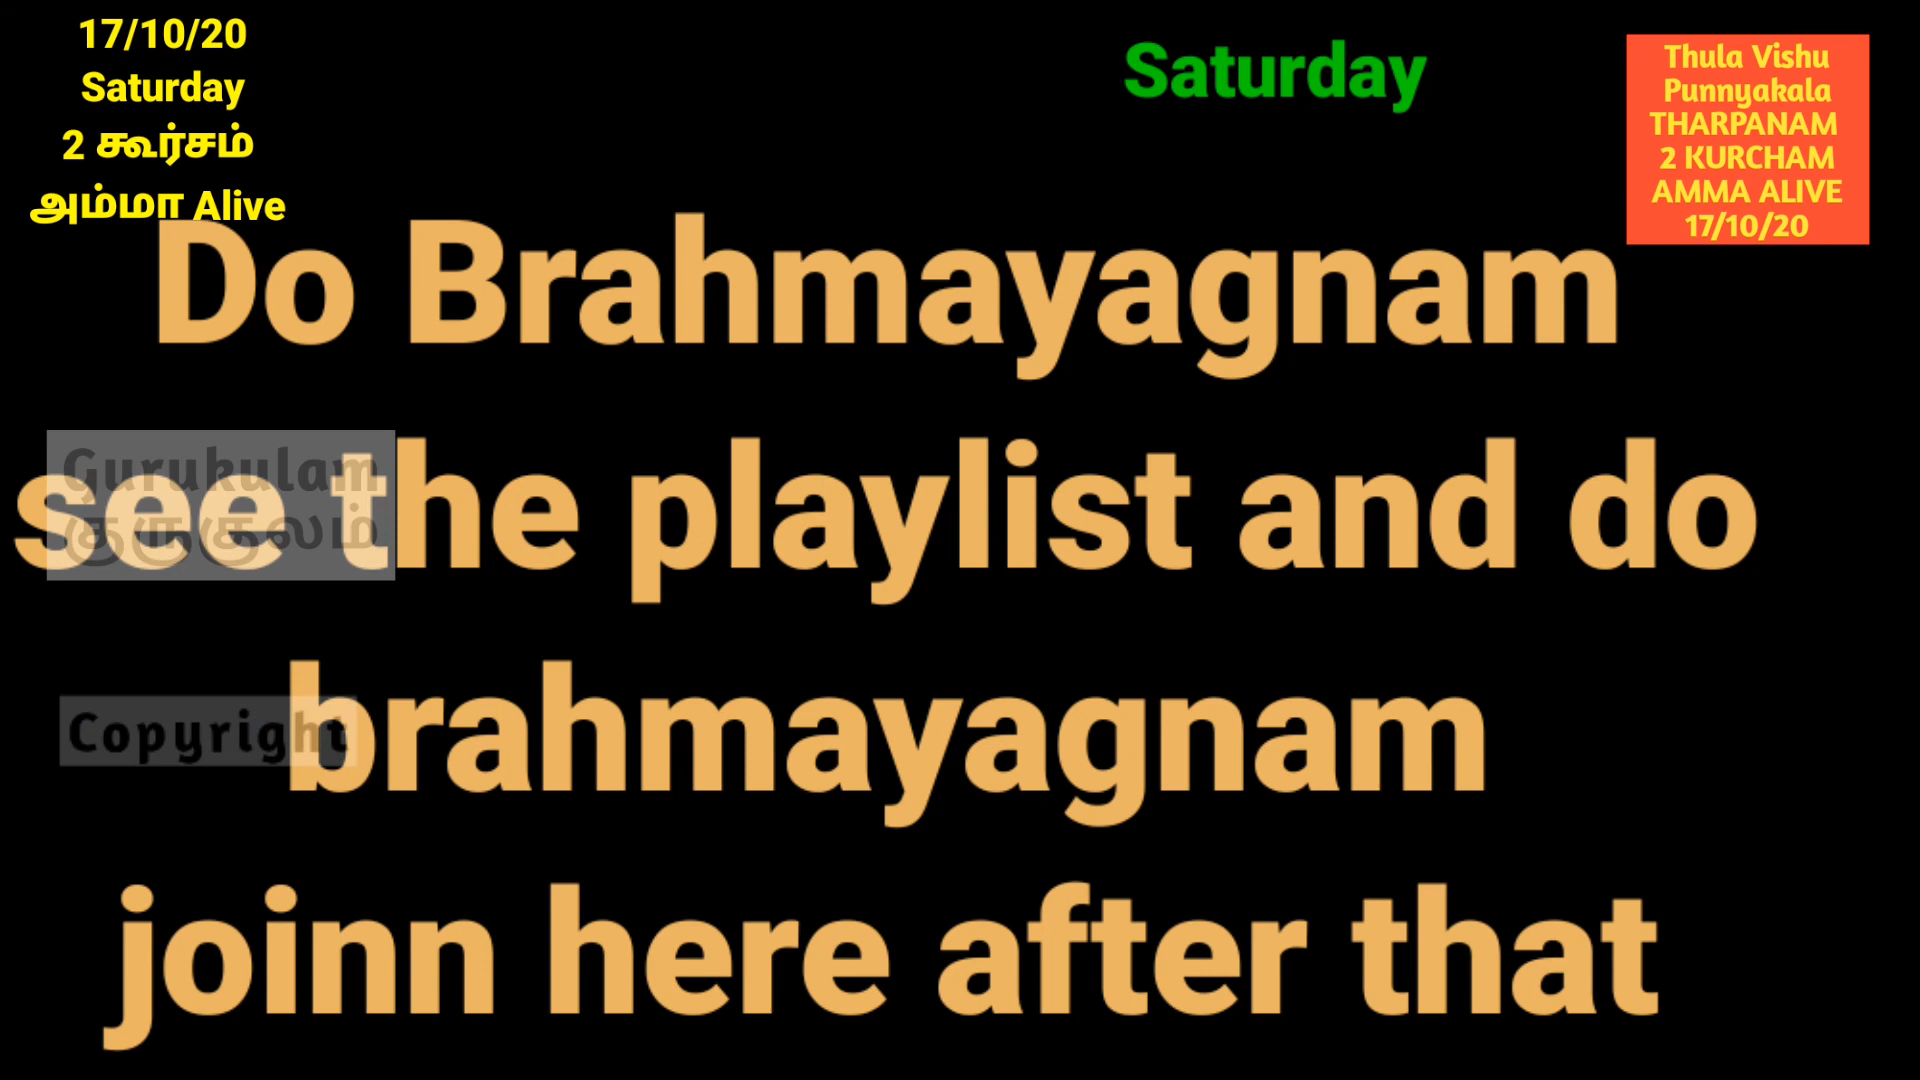 17/10/20
Saturday
2 கூர்சம்
அம்மா Alive
Saturday
Thula Vishu
Punnyakala
THARPANAM
2 KURCHAM
AMMA ALIVE
17/10/20
Do Brahmayagnam
see the playlist and do
brahmayagnam
joinn here after that
Gurukulam
குருகுலம்
Copyright